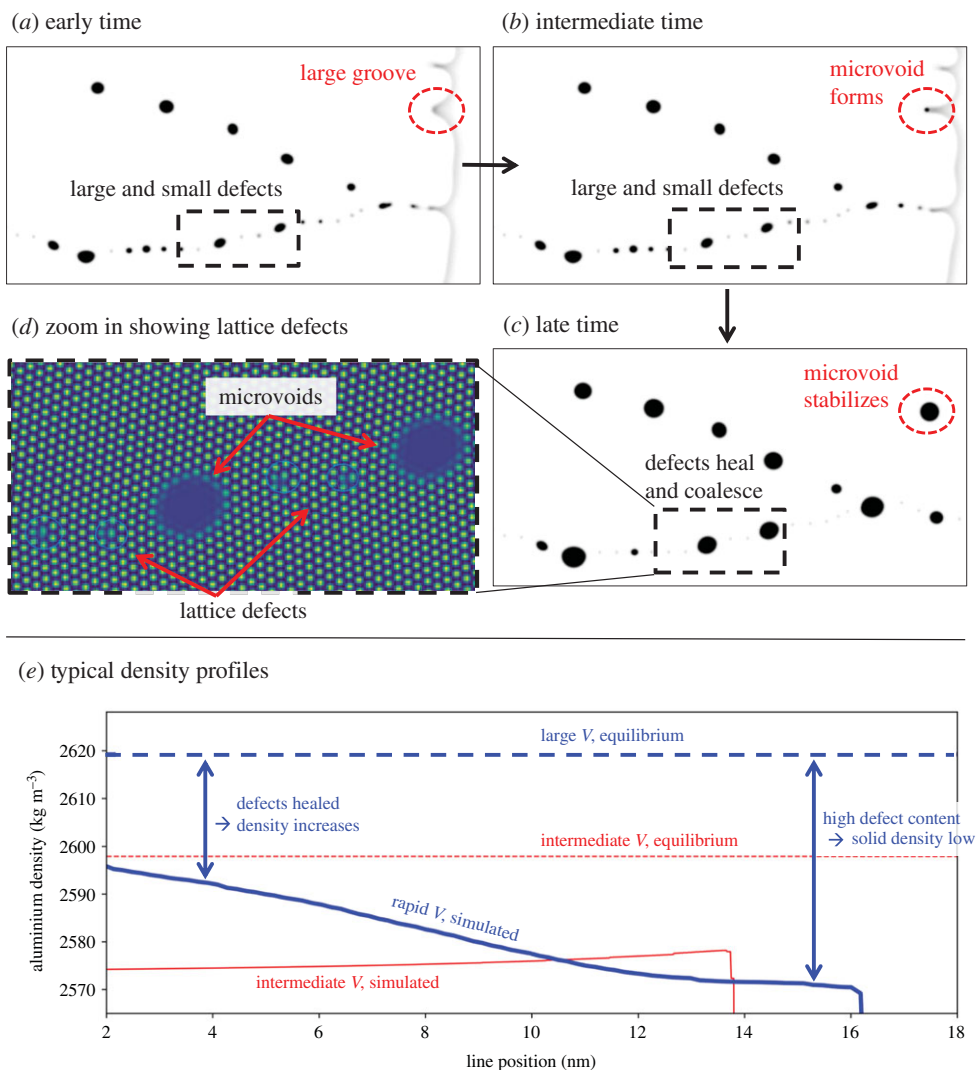 (a) early time
(b) intermediate time
large groove
microvoid
forms
large and small defects
large and small defects
(d) zoom in showing lattice defects
(c) late time
microvoids
microvoid
stabilizes
defects heal
and coalesce
lattice defects
(e) typical density profiles
aluminium density (kg m⁻³)
2620
2610
2600
2590
2580
2570
large V, equilibrium
defects healed
→ density increases
high defect content
→ solid density low
intermediate V, equilibrium
rapid V, simulated
intermediate V, simulated
2
4
6
8
10
12
14
16
18
line position (nm)